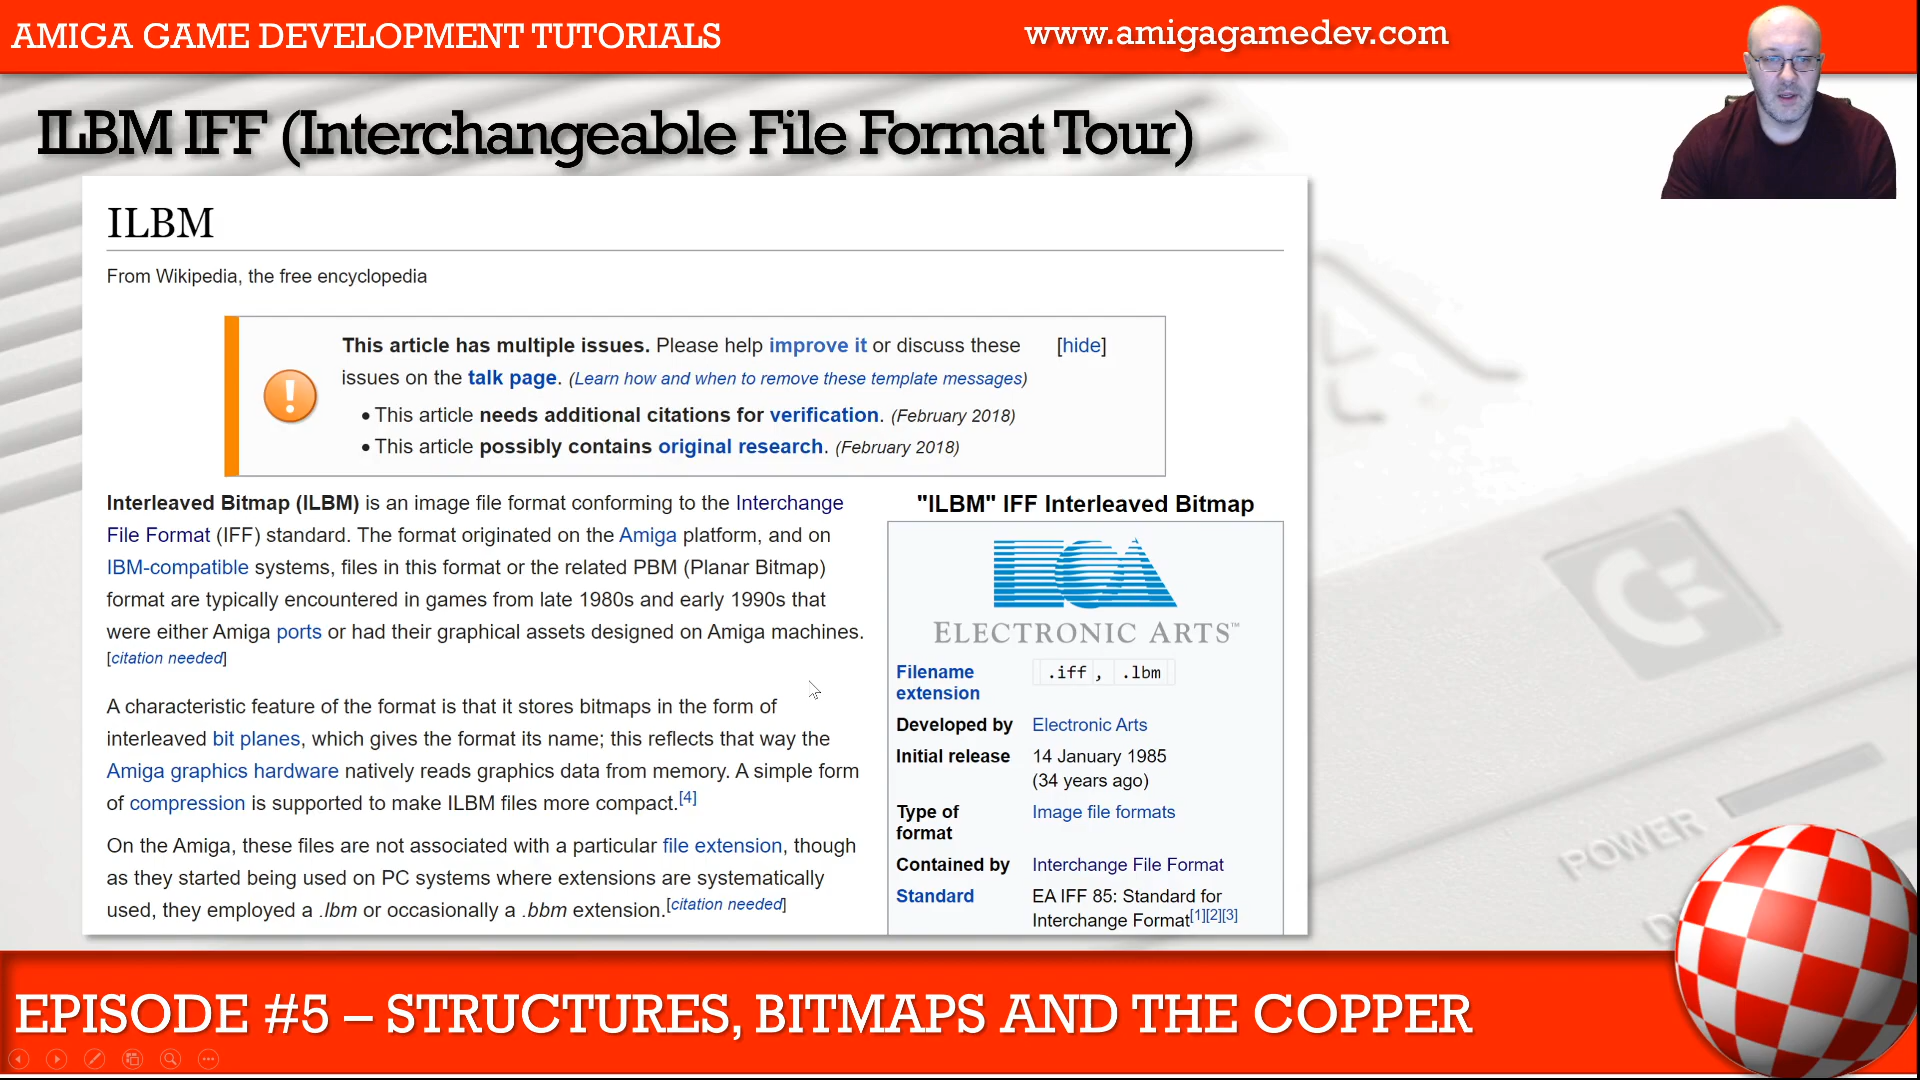 AMIGA GAME DEVELOPMENT TUTORIALS
www.amigagamedev.com
ILBM IFF (Interchangeable File Format Tour)
ILBM
From Wikipedia, the free encyclopedia
This article has multiple issues. Please help improve it or discuss these [hide]
issues on the talk page. (Learn how and when to remove these template messages)
• This article needs additional citations for verification. (February 2018)
• This article possibly contains original research. (February 2018)
Interleaved Bitmap (ILBM) is an image file format conforming to the Interchange
File Format (IFF) standard. The format originated on the Amiga platform, and on
IBM-compatible systems, files in this format or the related PBM (Planar Bitmap)
format are typically encountered in games from late 1980s and early 1990s that
were either Amiga ports or had their graphical assets designed on Amiga machines.
[citation needed]
A characteristic feature of the format is that it stores bitmaps in the form of
interleaved bit planes, which gives the format its name; this reflects that way the
Amiga graphics hardware natively reads graphics data from memory. A simple form
of compression is supported to make ILBM files more compact.[4]
On the Amiga, these files are not associated with a particular file extension, though
as they started being used on PC systems where extensions are systematically
used, they employed a .lbm or occasionally a .bbm extension.[citation needed]
"ILBM" IFF Interleaved Bitmap
EA
ELECTRONIC ARTS™
Filename extension .iff, .lbm
Developed by Electronic Arts
Initial release 14 January 1985
(34 years ago)
Type of format Image file formats
Contained by Interchange File Format
Standard EA IFF 85: Standard for
Interchange Format[1][2][3]
POWER
EPISODE #5 – STRUCTURES, BITMAPS AND THE COPPER